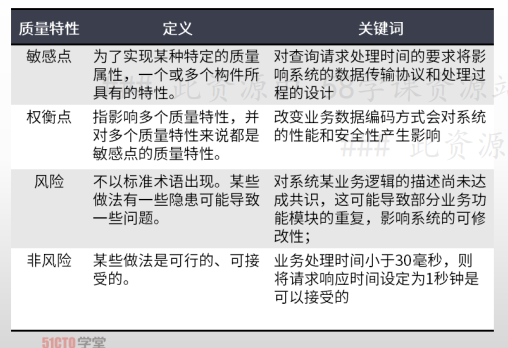 质量特性 定义 关键词
敏感点 为了实现某种特定的质量 对查询请求处理时间的要求将影
属性，一个或多个构件所 响系统的数据传输协议和处理过
具有的特性。 程的设计
权衡点 指影响多个质量特性，并 改变业务数据编码方式会对系统
对多个质量特性来说都是 的性能和安全性产生影响
敏感点的质量特性。
### 此资源
风险 不以标准术语出现。某些 对系统某业务逻辑的描述尚未达
做法有一些隐患可能导致 成共识，这可能导致部分业务功
一些问题。 能模块的重复，影响系统的可修
改性；
非风险 某些做法是可行的、可接 业务处理时间小于30毫秒，则
受的。 将请求响应时间设定为1秒钟是
可以接受的
51CTO学堂